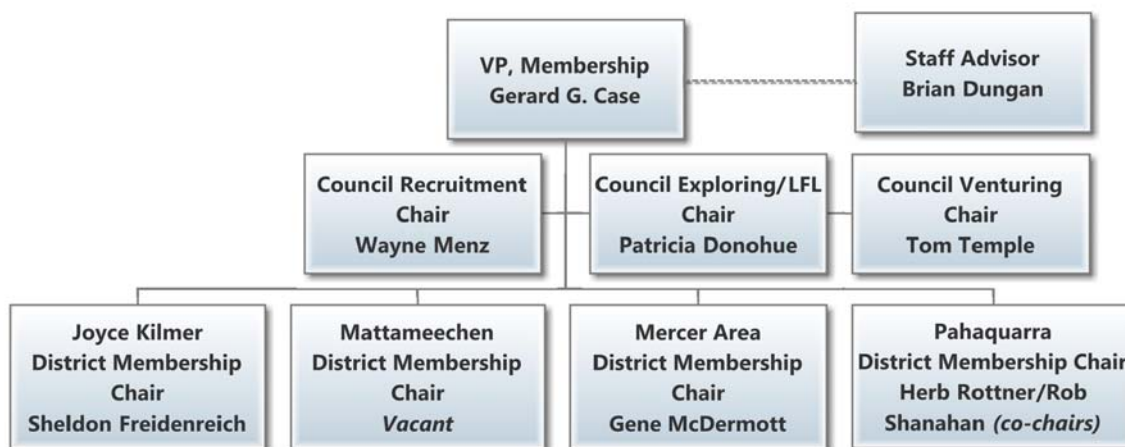 VP, Membership
Gerard G. Case
Staff Advisor
Brian Dungan
Council Recruitment
Chair
Wayne Menz
Council Exploring/LFL
Chair
Patricia Donohue
Council Venturing
Chair
Tom Temple
Joyce Kilmer
District Membership
Chair
Sheldon Freidenreich
Mattameechen
District Membership
Chair
Vacant
Mercer Area
District Membership
Chair
Gene McDermott
Pahaquarra
District Membership Chair
Herb Rottner/Rob
Shanahan (co-chairs)